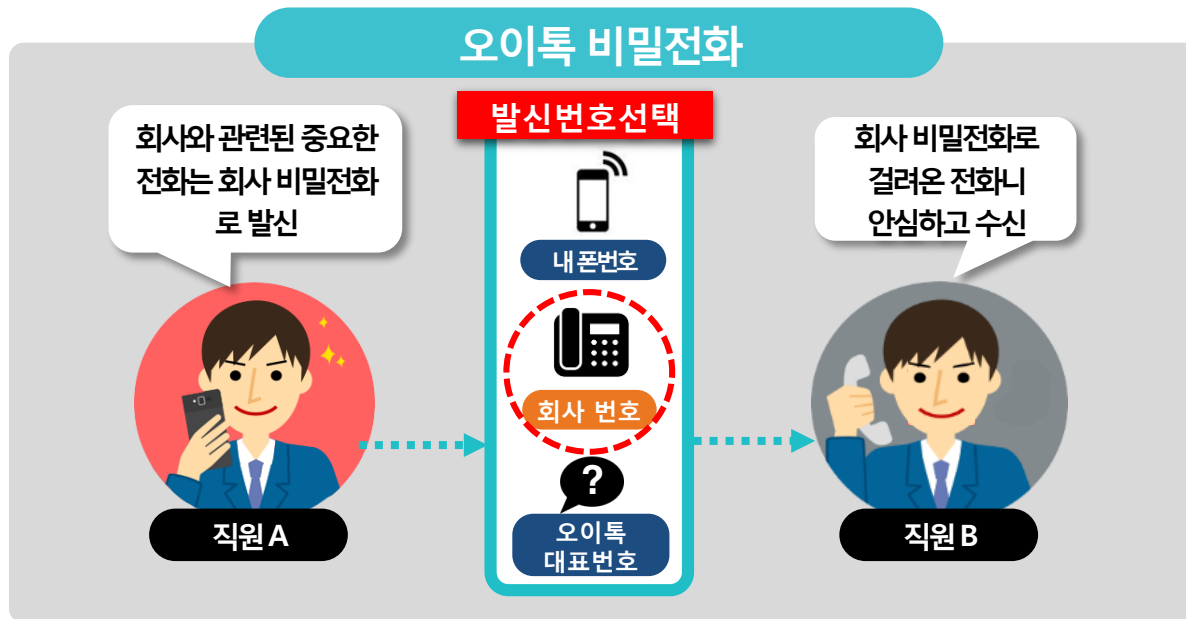 오이톡 비밀전화
발신번호선택
회사와 관련된 중요한
전화는 회사 비밀전화
로 발신
회사 비밀전화로
걸려온 전화니
안심하고 수신
내 폰번호
회사 번호
?
오이톡
대표번호
직원 A
직원 B